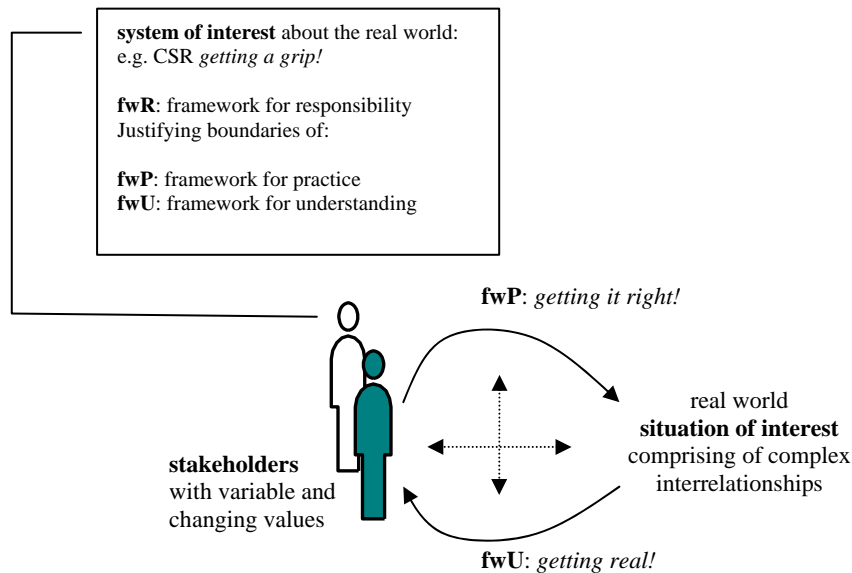 system of interest about the real world:
e.g. CSR getting a grip!
fwR: framework for responsibility
Justifying boundaries of:
fwP: framework for practice
fwU: framework for understanding
fwP: getting it right!
real world
situation of interest
comprising of complex
interrelationships
stakeholders
with variable and
changing values
fwU: getting real!